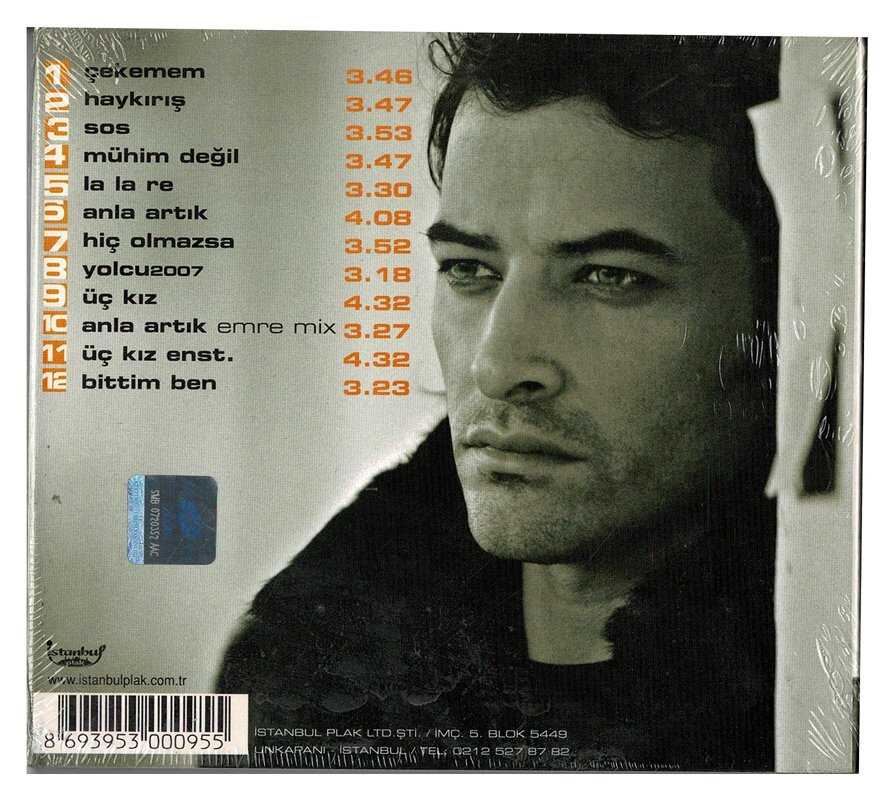 1 çekemem 3.46
2 haykırış 3.47
3 sos 3.53
4 mühim değil 3.47
5 la la re 3.30
6 anla artık 4.08
7 hiç olmazsa 3.52
8 yolcu2007 3.18
9 üç kız 4.32
10 anla artık emre mix 3.27
11 üç kız enst. 4.32
12 bittim ben 3.23
SMB 0720352 AAC
istanbul
plak
www.istanbulplak.com.tr
8 693953 000955
İSTANBUL PLAK LTD.ŞTİ. / İMÇ. 5. BLOK 5449
UNKAPANI - İSTANBUL / TEL: 0212 527 87 82